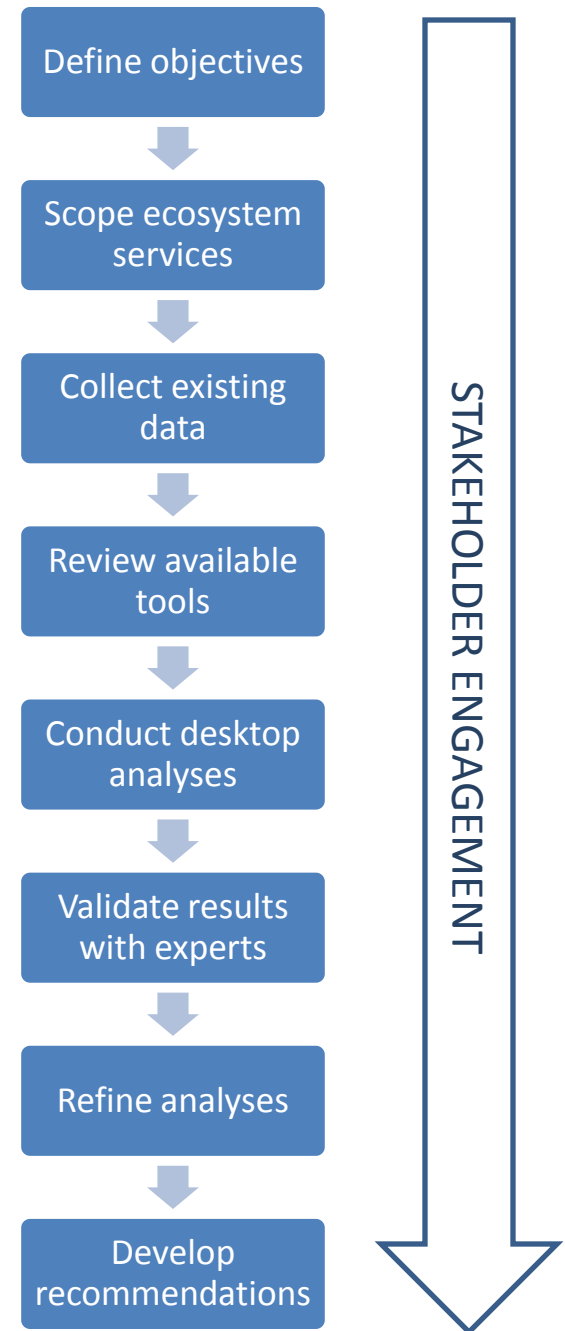 Define objectives
Scope ecosystem
services
Collect existing
data
Review available
tools
Conduct desktop
analyses
Validate results
with experts
Refine analyses
Develop
recommendations
STAKEHOLDER ENGAGEMENT